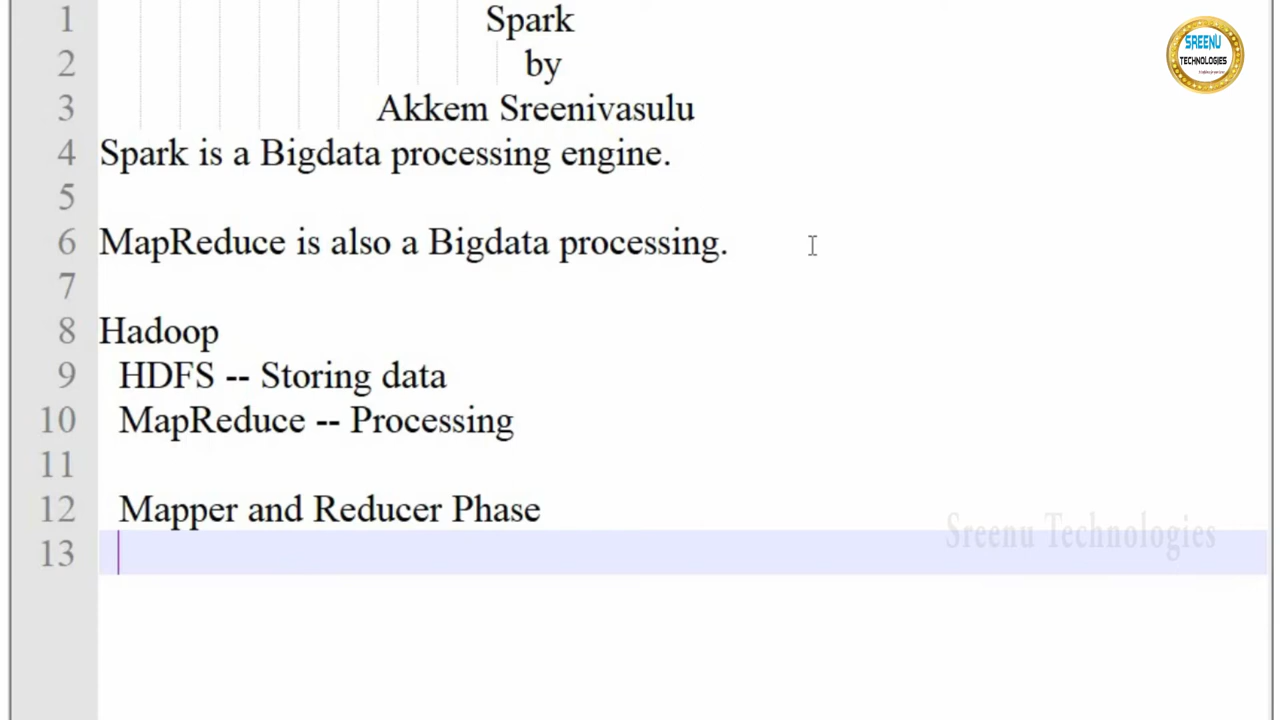 1 Spark
2 by
3 Akkem Sreenivasulu
4 Spark is a Bigdata processing engine.
5
6 MapReduce is also a Bigdata processing.
7
8 Hadoop
9 HDFS -- Storing data
10 MapReduce -- Processing
11
12 Mapper and Reducer Phase
13
SREENU
TECHNOLOGIES
Sreenu Technologies